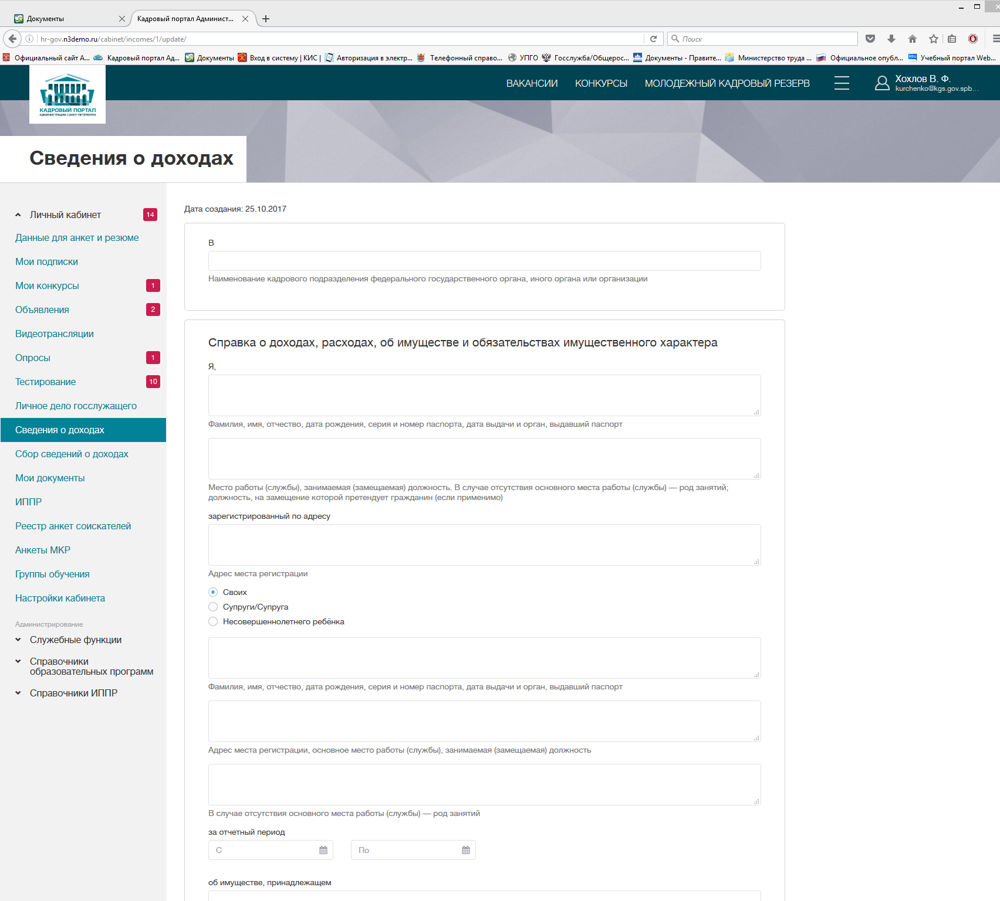 Документы
Кадровый портал Админист...
hr-gov.n3demo.ru/cabinet/incomes/1/update/
Поиск
Официальный сайт А...
Кадровый портал Ад...
Документы
Вход в систему | КИС |
Авторизация в электр...
Телефонный справо...
УПГО
Госслужба/Общерос...
Документы - Правите...
Министерство труда ...
Официальное опубл...
Учебный портал Web...
КАДРОВЫЙ ПОРТАЛ
АДМИНИСТРАЦИИ САНКТ-ПЕТЕРБУРГА
ВАКАНСИИ
КОНКУРСЫ
МОЛОДЕЖНЫЙ КАДРОВЫЙ РЕЗЕРВ
Хохлов В. Ф.
kurchenko@kgs.gov.spb...
Сведения о доходах
Личный кабинет 14
Данные для анкет и резюме
Мои подписки
Мои конкурсы 1
Объявления 2
Видеотрансляции
Опросы 1
Тестирование 10
Личное дело госслужащего
Сведения о доходах
Сбор сведений о доходах
Мои документы
ИППР
Реестр анкет соискателей
Анкеты МКР
Группы обучения
Настройки кабинета
Администрирование
Служебные функции
Справочники
образовательных программ
Справочники ИППР
Дата создания: 25.10.2017
В
Наименование кадрового подразделения федерального государственного органа, иного органа или организации
Справка о доходах, расходах, об имуществе и обязательствах имущественного характера
Я,
Фамилия, имя, отчество, дата рождения, серия и номер паспорта, дата выдачи и орган, выдавший паспорт
Место работы (службы), занимаемая (замещаемая) должность. В случае отсутствия основного места работы (службы) — род занятий;
должность, на замещение которой претендует гражданин (если применимо)
зарегистрированный по адресу
Адрес места регистрации
Своих
Супруги/Супруга
Несовершеннолетнего ребёнка
Фамилия, имя, отчество, дата рождения, серия и номер паспорта, дата выдачи и орган, выдавший паспорт
Адрес места регистрации, основное место работы (службы), занимаемая (замещаемая) должность
В случае отсутствия основного места работы (службы) — род занятий
за отчетный период
С
По
об имуществе, принадлежащем